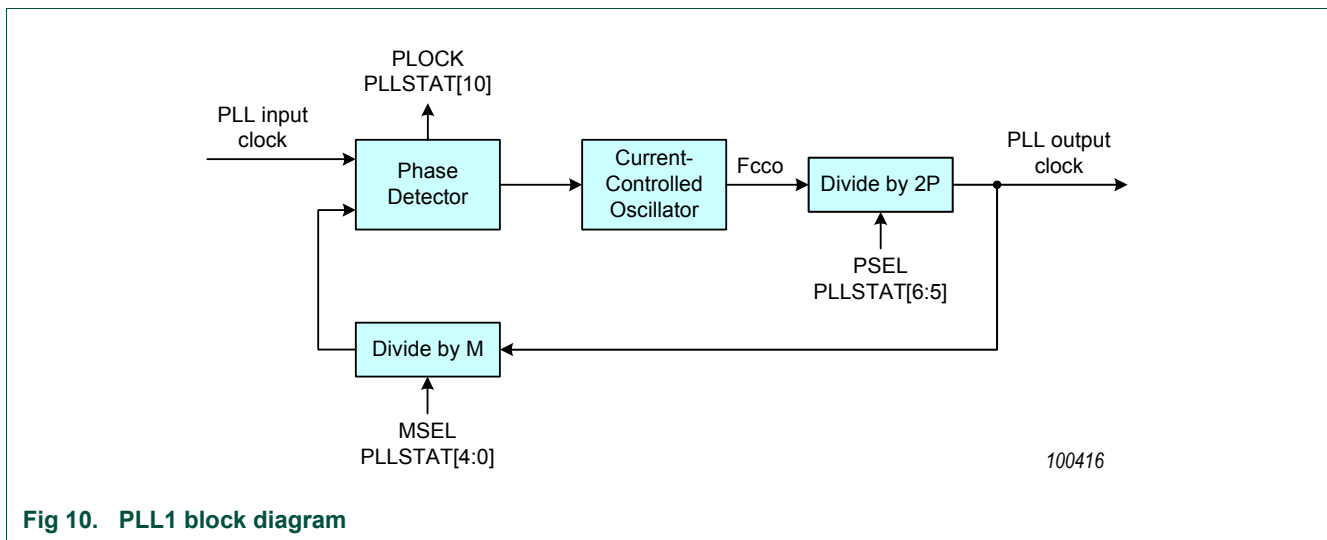 PLOCK
PLLSTAT[10]
PLL input
clock
Phase
Detector
Current-
Controlled
Oscillator
Fcco
Divide by 2P
PLL output
clock
PSEL
PLLSTAT[6:5]
Divide by M
MSEL
PLLSTAT[4:0]
100416
Fig 10. PLL1 block diagram